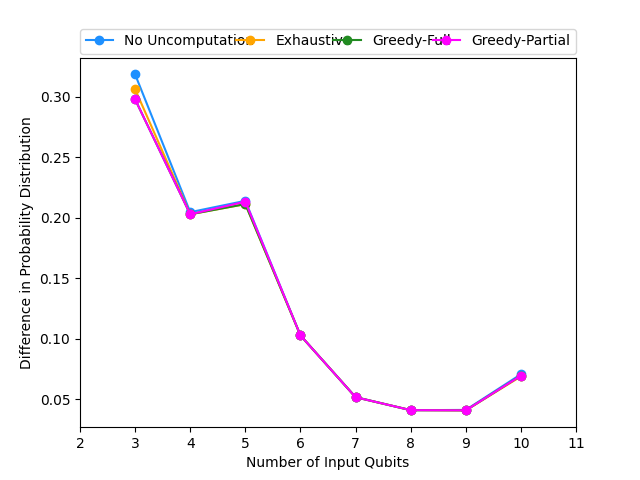 No Uncomputation Exhaustive Greedy-Full Greedy-Partial
0.30
0.25
0.20
0.15
0.10
0.05
Difference in Probability Distribution
2 3 4 5 6 7 8 9 10 11
Number of Input Qubits